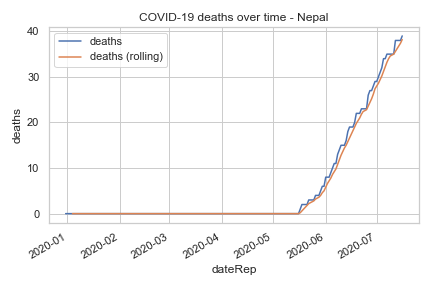 COVID-19 deaths over time - Nepal
deaths
deaths (rolling)
40
30
20
10
0
deaths
2020-01
2020-02
2020-03
2020-04
2020-05
2020-06
2020-07
dateRep